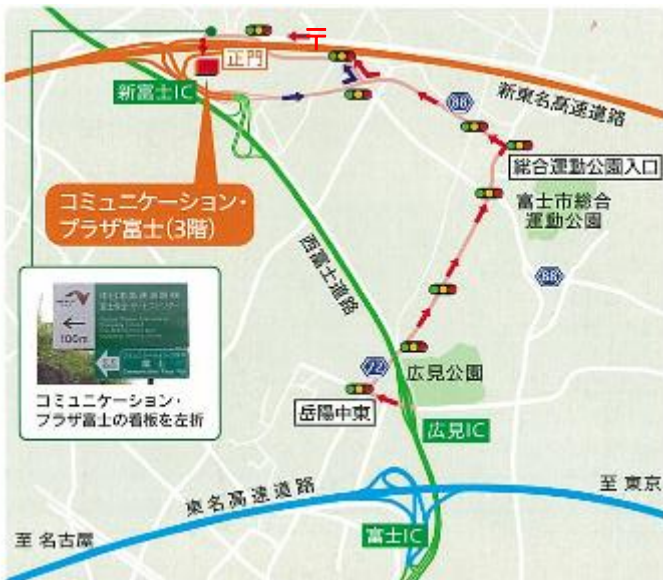 〒
正門
新富士IC
88
新東名高速道路
総合運動公園入口
コミュニケーション・
プラザ富士(3階)
富士市総合
運動公園
西富士道路
88
100m
72
広見公園
コミュニケーション・
プラザ富士の看板を左折
岳陽中東
広見IC
東名高速道路
至 東京
至 名古屋
富士IC